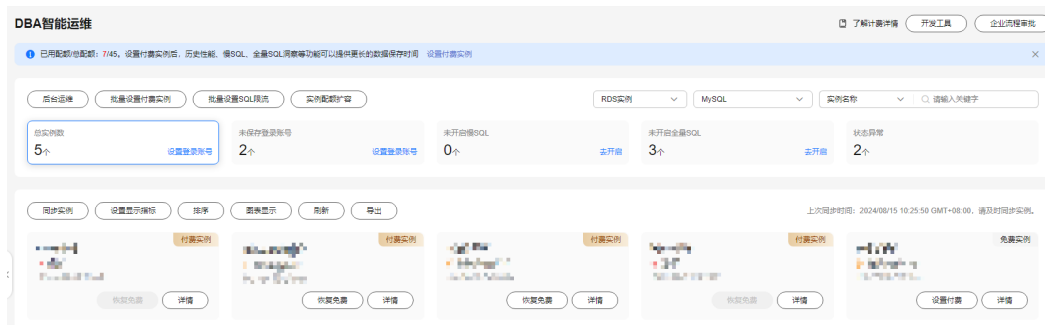 DBA智能运维
了解计费详情 开发工具 企业流程审批
已用配额/总配额：7/45。设置付费实例后，历史性能、慢SQL、全量SQL洞察等功能可以提供更长的数据保存时间 设置付费实例
后台运维 批量设置付费实例 批量设置SQL限流 实例配额扩容 RDS实例 MySQL 实例名称 请输入关键字
总实例数 未保存登录账号 未开启慢SQL 未开启全量SQL 状态异常
5个 设置登录账号 2个 设置登录账号 0个 去开启 3个 去开启 2个
同步实例 设置显示指标 排序 图表显示 刷新 导出 上次同步时间：2024/08/15 10:25:50 GMT+08:00，请及时同步实例。
付费实例 付费实例 付费实例 付费实例 免费实例
恢复免费 详情 恢复免费 详情 恢复免费 详情 恢复免费 详情 设置付费 详情